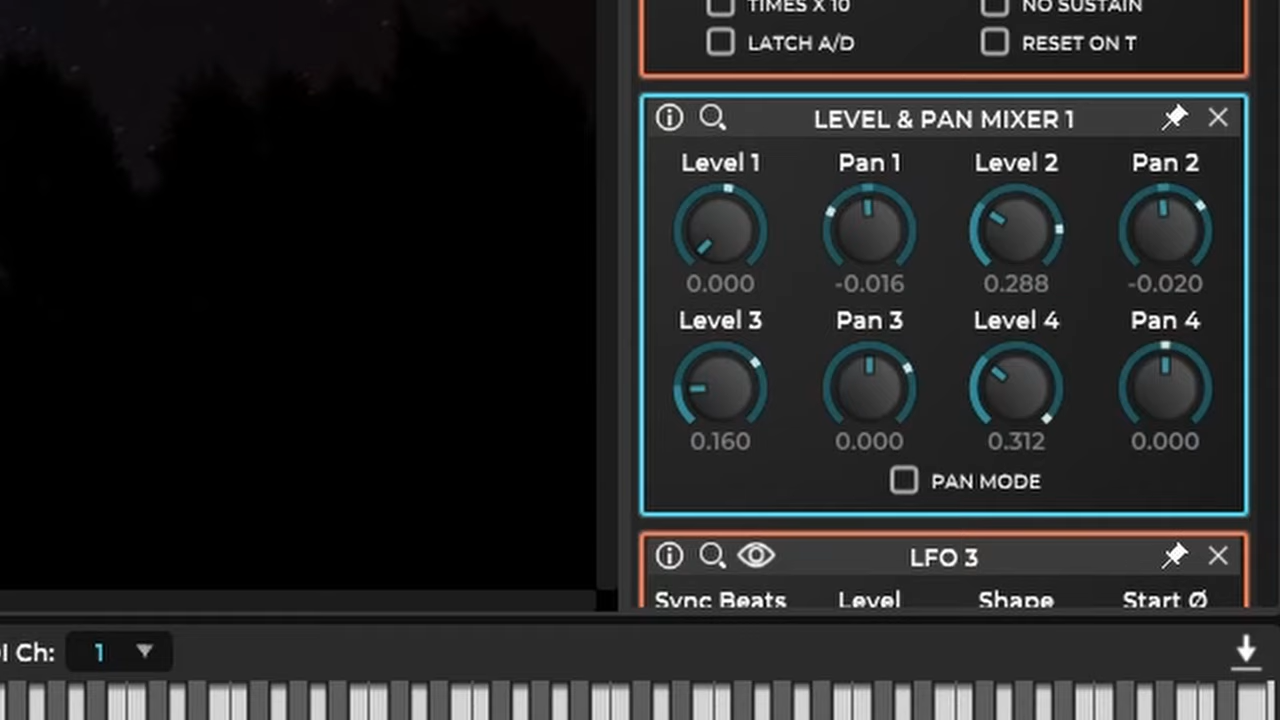 TIMES X 10 NO SUSTAIN
LATCH A/D RESET ON T
LEVEL & PAN MIXER 1
Level 1 Pan 1 Level 2 Pan 2
0.000 -0.016 0.288 -0.020
Level 3 Pan 3 Level 4 Pan 4
0.160 0.000 0.312 0.000
PAN MODE
LFO 3
Sync Beats Level Shape Start Ø
I Ch: 1